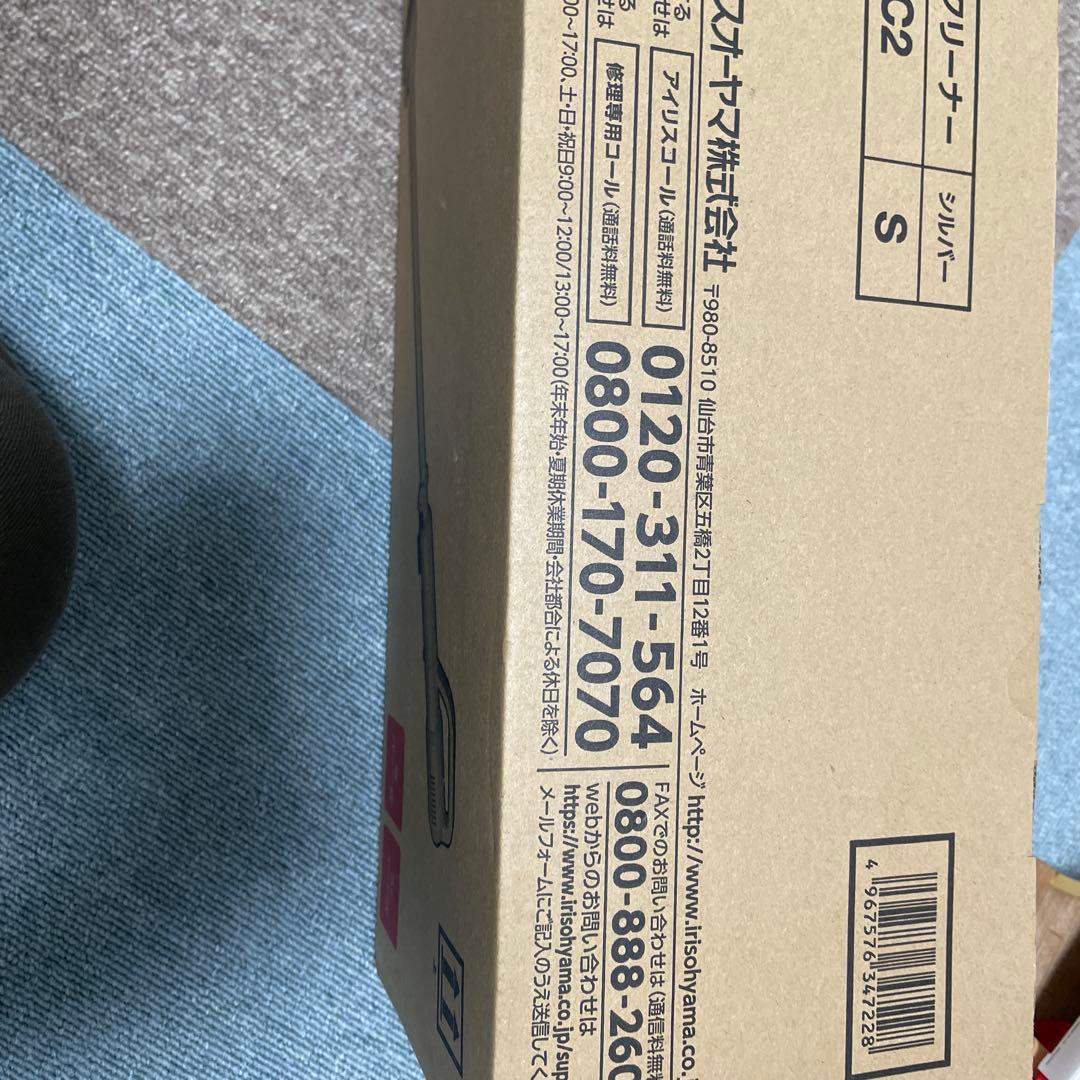 クリーナー シルバー
C2 S
スオーヤマ株式会社 〒980-8510 仙台市青葉区五橋2丁目12番1号 ホームページ http://www.irisohyama.co.j
する
せは
アイリスコール(通話料無料) 0120-311-564
る
せは
修理専用コール(通話料無料) 0800-170-7070
00~17:00、土・日・祝日9:00~12:00/13:00~17:00(年末年始・夏期休業期間・会社都合による休日を除く)
FAXでのお問い合わせは(通信料無料
0800-888-260
webからのお問い合わせは
https://www.irisohyama.co.jp/sup
メールフォームにご記入のうえ送信してく
4 967576 347228